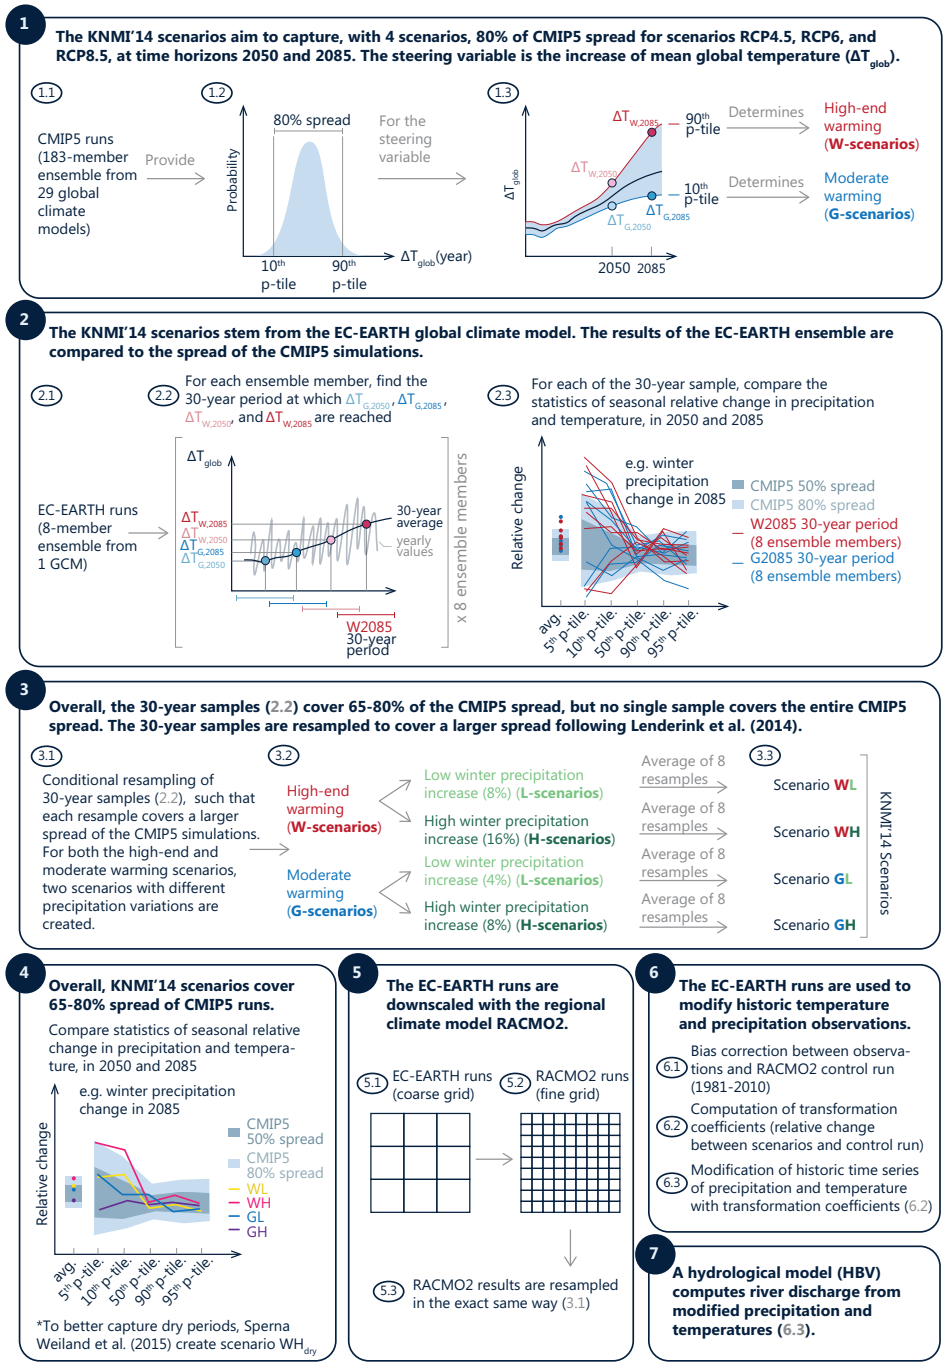 1
The KNMI'14 scenarios aim to capture, with 4 scenarios, 80% of CMIP5 spread for scenarios RCP4.5, RCP6, and
RCP8.5, at time horizons 2050 and 2085. The steering variable is the increase of mean global temperature (ΔTglob).
1.1
CMIP5 runs
(183-member
ensemble from
29 global
climate
models)
Provide
1.2
80% spread
Probability
10th
p-tile
90th
p-tile
ΔTglob(year)
For the
steering
variable
1.3
ΔTglob
ΔTW,2085
ΔTW,2050
ΔTG,2050
ΔTG,2085
2050 2085
90th
p-tile
10th
p-tile
Determines
Determines
High-end
warming
(W-scenarios)
Moderate
warming
(G-scenarios)
2
The KNMI'14 scenarios stem from the EC-EARTH global climate model. The results of the EC-EARTH ensemble are
compared to the spread of the CMIP5 simulations.
2.1
EC-EARTH runs
(8-member
ensemble from
1 GCM)
2.2
For each ensemble member, find the
30-year period at which ΔTG,2050, ΔTG,2085,
ΔTW,2050, and ΔTW,2085 are reached
ΔTglob
ΔTW,2085
ΔTW,2050
ΔTG,2085
ΔTG,2050
30-year
average
yearly
values
W2085
30-year
period
x 8 ensemble members
2.3
For each of the 30-year sample, compare the
statistics of seasonal relative change in precipitation
and temperature, in 2050 and 2085
Relative change
e.g. winter
precipitation
change in 2085
avg.
5th p-tile.
10th p-tile.
50th p-tile.
90th p-tile.
95th p-tile.
CMIP5 50% spread
CMIP5 80% spread
W2085 30-year period
(8 ensemble members)
G2085 30-year period
(8 ensemble members)
3
Overall, the 30-year samples (2.2) cover 65-80% of the CMIP5 spread, but no single sample covers the entire CMIP5
spread. The 30-year samples are resampled to cover a larger spread following Lenderink et al. (2014).
3.1
Conditional resampling of
30-year samples (2.2), such that
each resample covers a larger
spread of the CMIP5 simulations.
For both the high-end and
moderate warming scenarios,
two scenarios with different
precipitation variations are
created.
3.2
High-end
warming
(W-scenarios)
Moderate
warming
(G-scenarios)
Low winter precipitation
increase (8%) (L-scenarios)
High winter precipitation
increase (16%) (H-scenarios)
Low winter precipitation
increase (4%) (L-scenarios)
High winter precipitation
increase (8%) (H-scenarios)
Average of 8
resamples
Average of 8
resamples
Average of 8
resamples
Average of 8
resamples
3.3
Scenario WL
Scenario WH
Scenario GL
Scenario GH
KNMI'14 Scenarios
4
Overall, KNMI'14 scenarios cover
65-80% spread of CMIP5 runs.
Compare statistics of seasonal relative
change in precipitation and tempera-
ture, in 2050 and 2085
e.g. winter precipitation
change in 2085
Relative change
CMIP5
50% spread
CMIP5
80% spread
WL
WH
GL
GH
avg.
5th p-tile.
10th p-tile.
50th p-tile.
90th p-tile.
95th p-tile.
*To better capture dry periods, Sperna
Weiland et al. (2015) create scenario WHdry
5
The EC-EARTH runs are
downscaled with the regional
climate model RACMO2.
5.1
EC-EARTH runs
(coarse grid)
5.2
RACMO2 runs
(fine grid)
5.3
RACMO2 results are resampled
in the exact same way (3.1)
6
The EC-EARTH runs are used to
modify historic temperature
and precipitation observations.
6.1
Bias correction between observa-
tions and RACMO2 control run
(1981-2010)
6.2
Computation of transformation
coefficients (relative change
between scenarios and control run)
6.3
Modification of historic time series
of precipitation and temperature
with transformation coefficients (6.2)
7
A hydrological model (HBV)
computes river discharge from
modified precipitation and
temperatures (6.3).